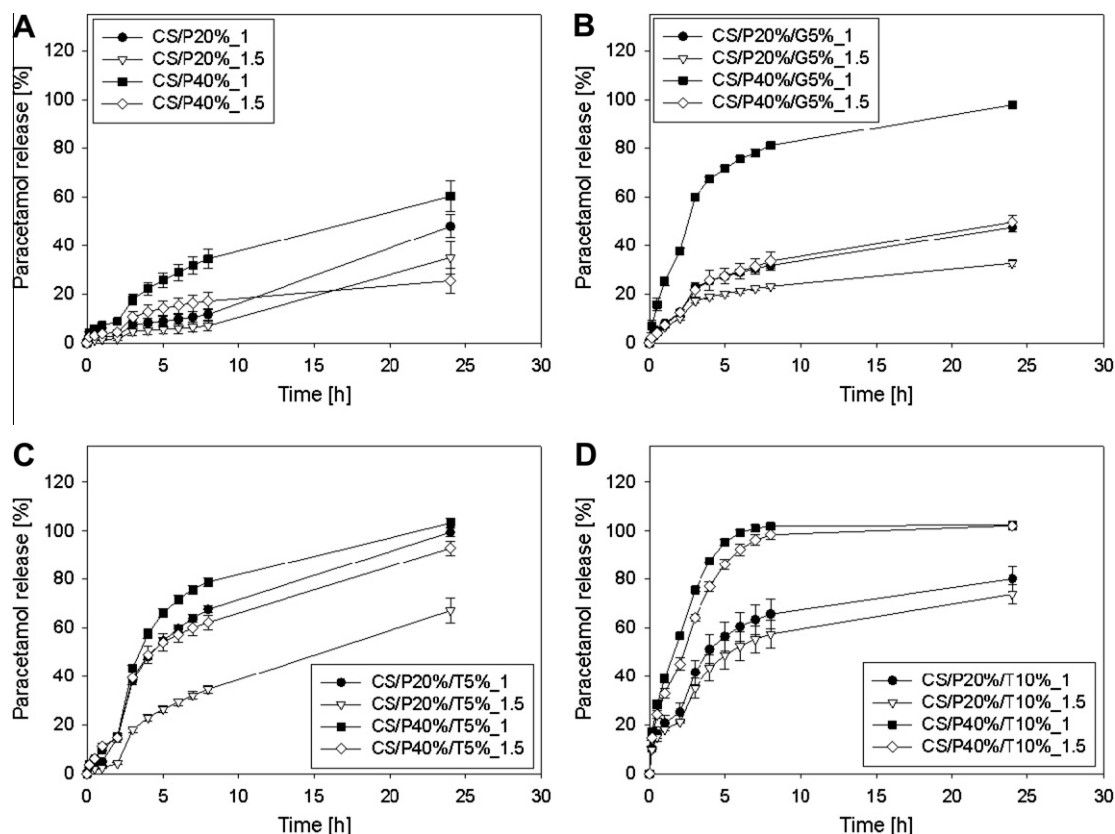 A
CS/P20%_1
CS/P20%_1.5
CS/P40%_1
CS/P40%_1.5
Paracetamol release [%]
120
100
80
60
40
20
0
0 5 10 15 20 25 30
Time [h]
B
CS/P20%/G5%_1
CS/P20%/G5%_1.5
CS/P40%/G5%_1
CS/P40%/G5%_1.5
Paracetamol release [%]
120
100
80
60
40
20
0
0 5 10 15 20 25 30
Time [h]
C
Paracetamol release [%]
120
100
80
60
40
20
0
CS/P20%/T5%_1
CS/P20%/T5%_1.5
CS/P40%/T5%_1
CS/P40%/T5%_1.5
0 5 10 15 20 25 30
Time [h]
D
Paracetamol release [%]
120
100
80
60
40
20
0
CS/P20%/T10%_1
CS/P20%/T10%_1.5
CS/P40%/T10%_1
CS/P40%/T10%_1.5
0 5 10 15 20 25 30
Time [h]